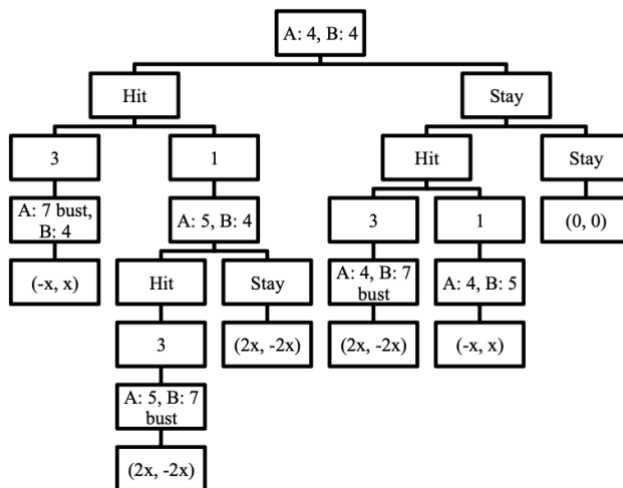 A: 4, B: 4
Hit
Stay
3
1
Hit
Stay
A: 7 bust,
B: 4
A: 5, B: 4
3
1
(0, 0)
(-x, x)
Hit
Stay
A: 4, B: 7
bust
A: 4, B: 5
3
(2x, -2x)
(2x, -2x)
(-x, x)
A: 5, B: 7
bust
(2x, -2x)